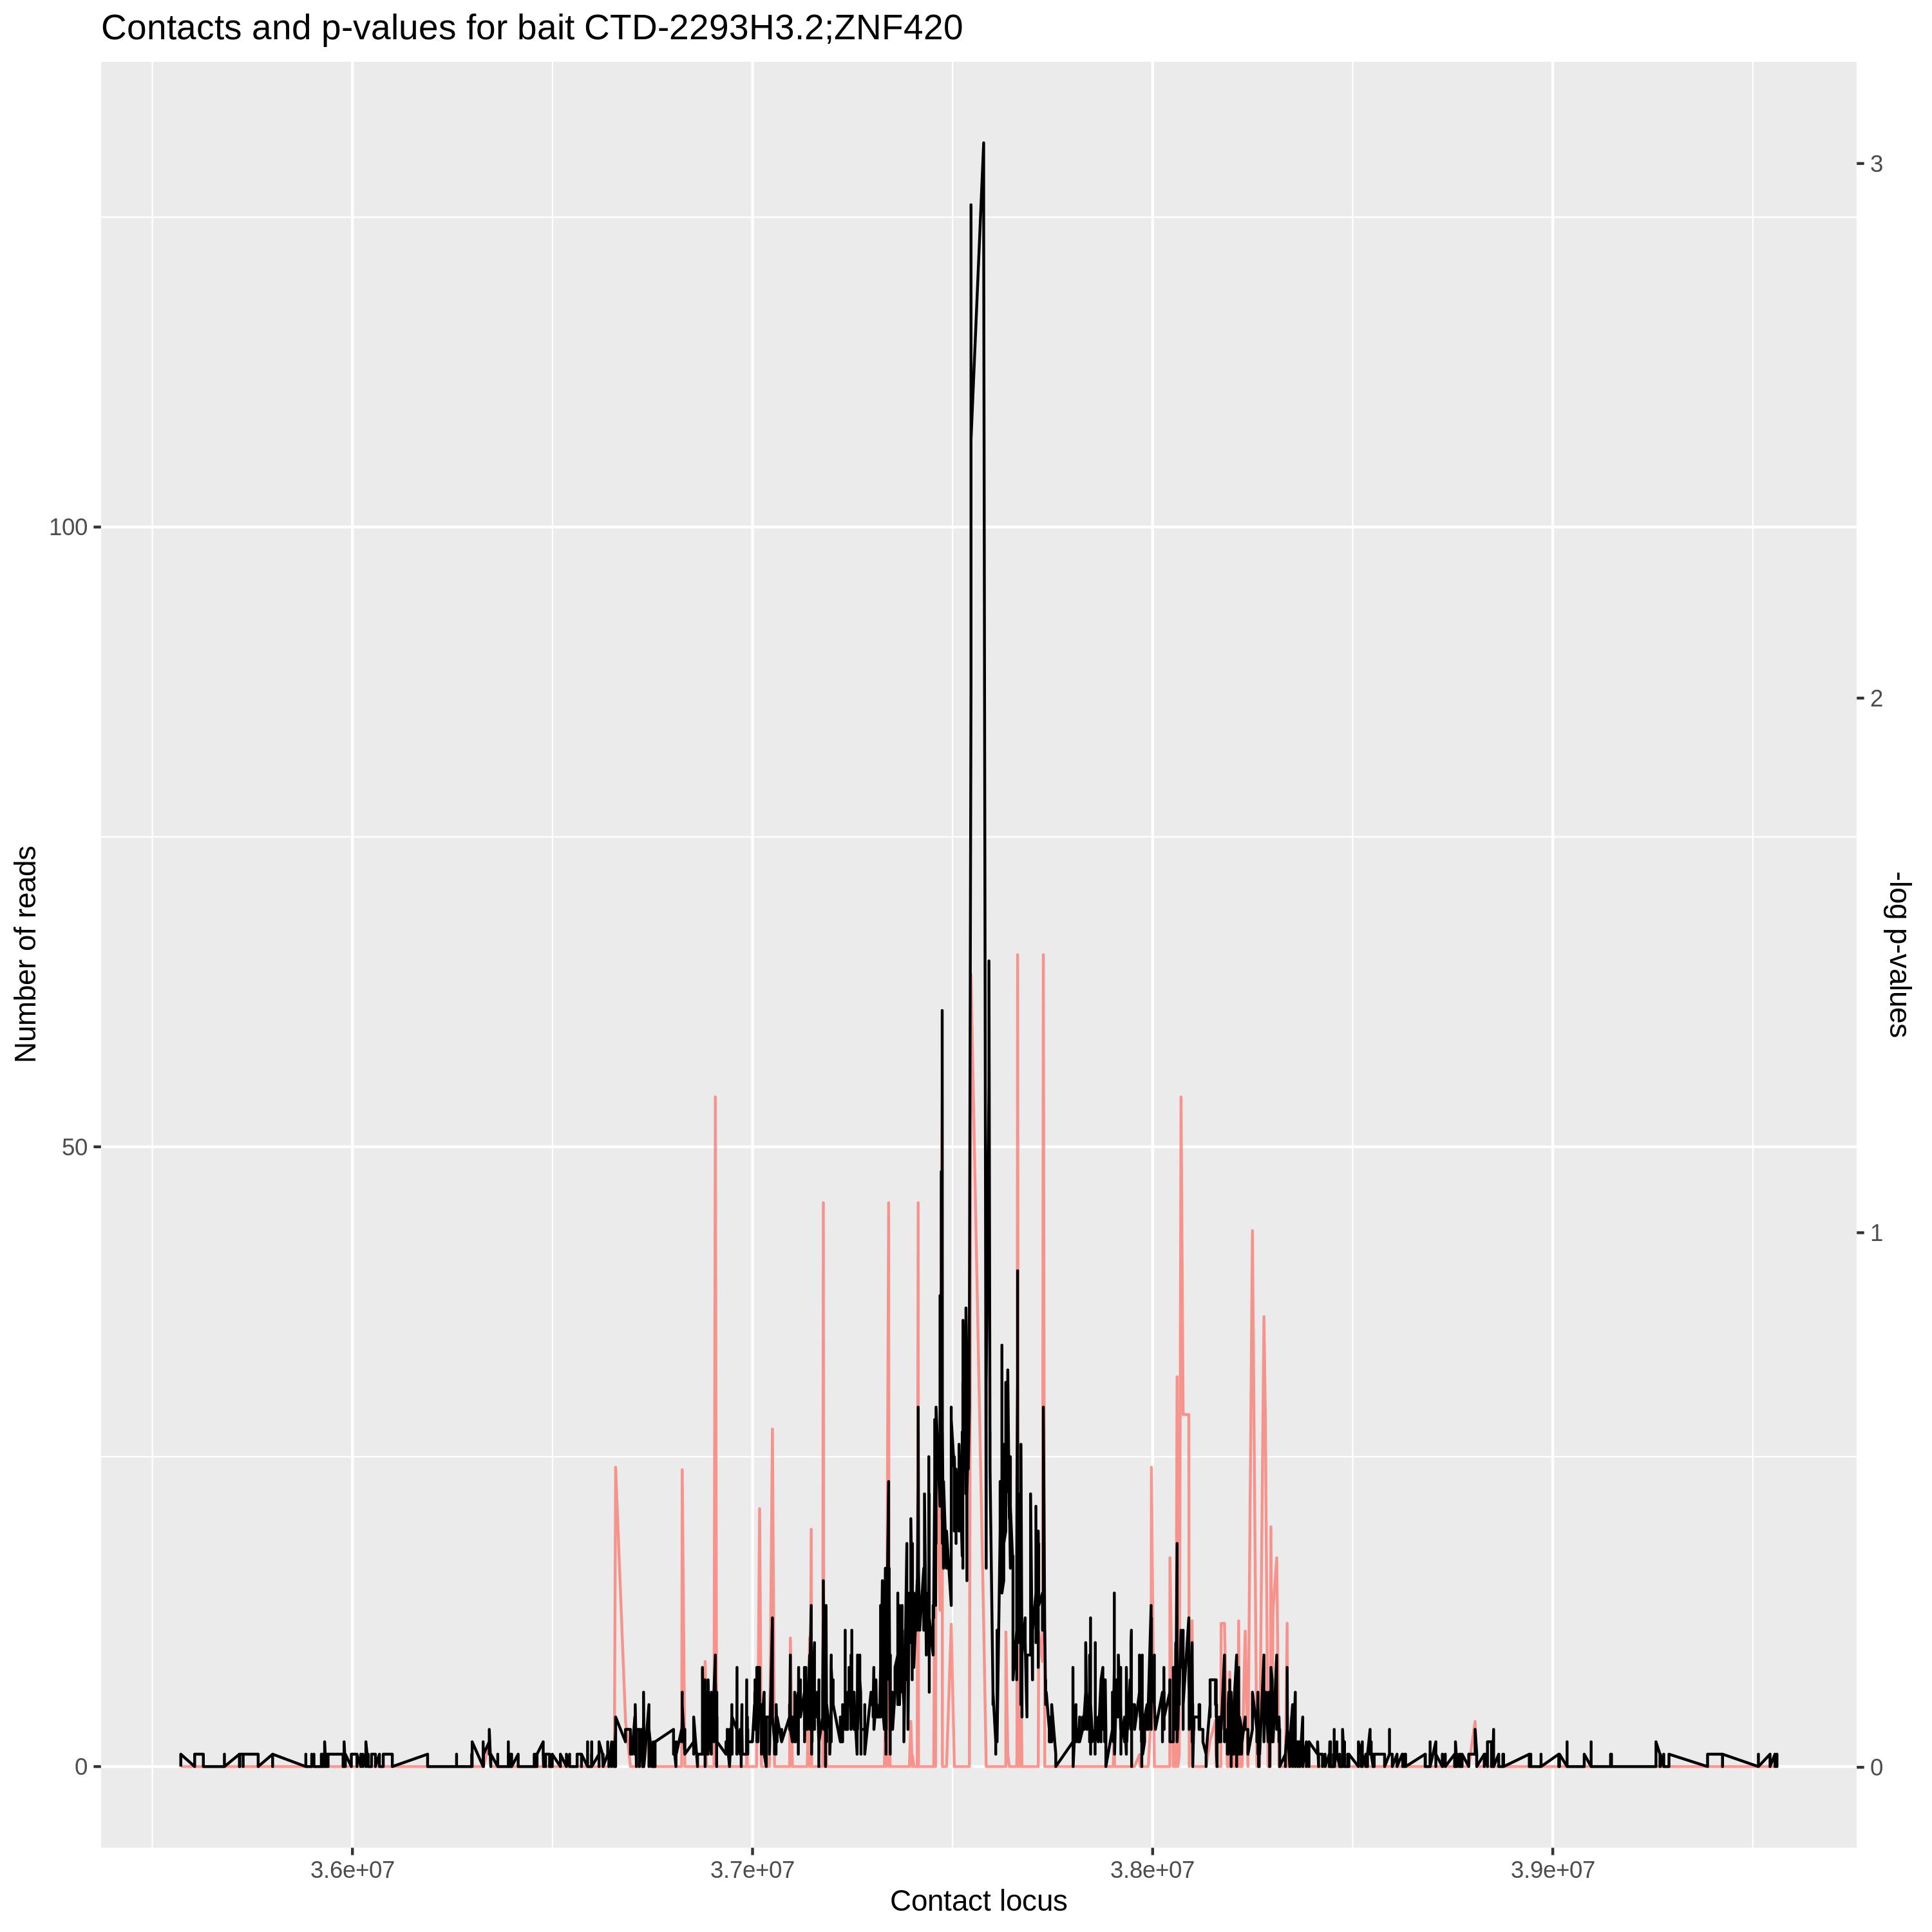 Contacts and p-values for bait CTD-2293H3.2;ZNF420
Number of reads
100
50
0
3
2
1
0
-log p-values
3.6e+07
3.7e+07
3.8e+07
3.9e+07
Contact locus